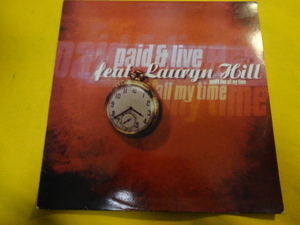 paid & live
feat. Lauryn Hill
all my time